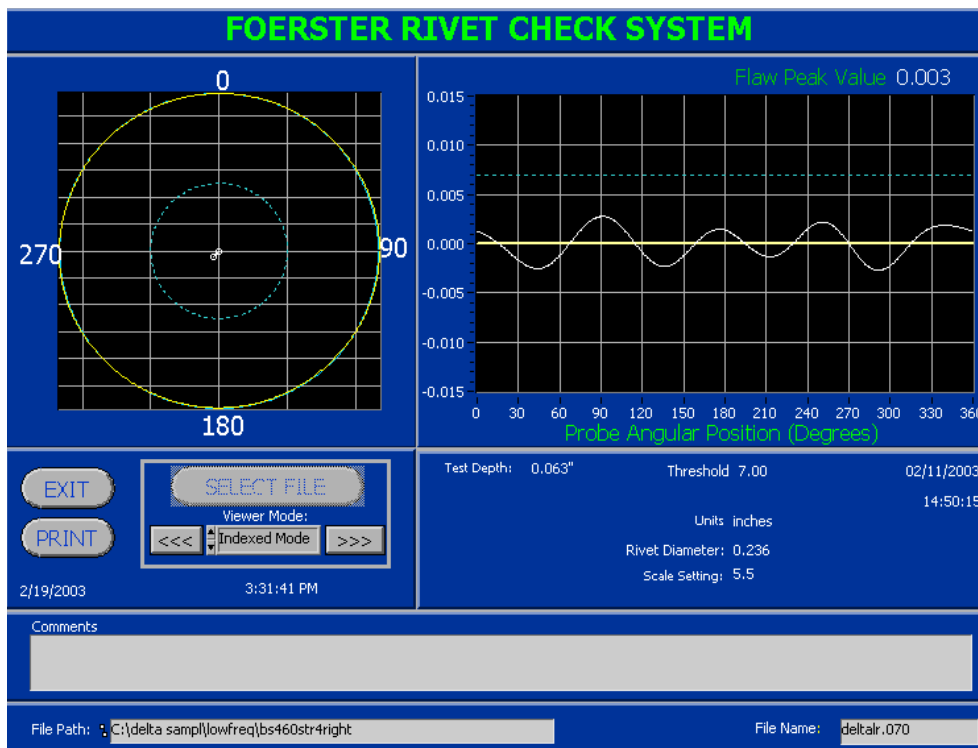 FOERSTER RIVET CHECK SYSTEM
0
270
90
180
Flaw Peak Value 0.003
0.015
0.010
0.005
0.000
-0.005
-0.010
-0.015
0 30 60 90 120 150 180 210 240 270 300 330 360
Probe Angular Position (Degrees)
EXIT
PRINT
SELECT FILE
Viewer Mode:
<<< Indexed Mode >>>
2/19/2003 3:31:41 PM
Test Depth: 0.063" Threshold 7.00 02/11/2003
14:50:15
Units inches
Rivet Diameter: 0.236
Scale Setting: 5.5
Comments
File Path: C:\delta sampl\lowfreq\bs460str4right
File Name: deltalr.070